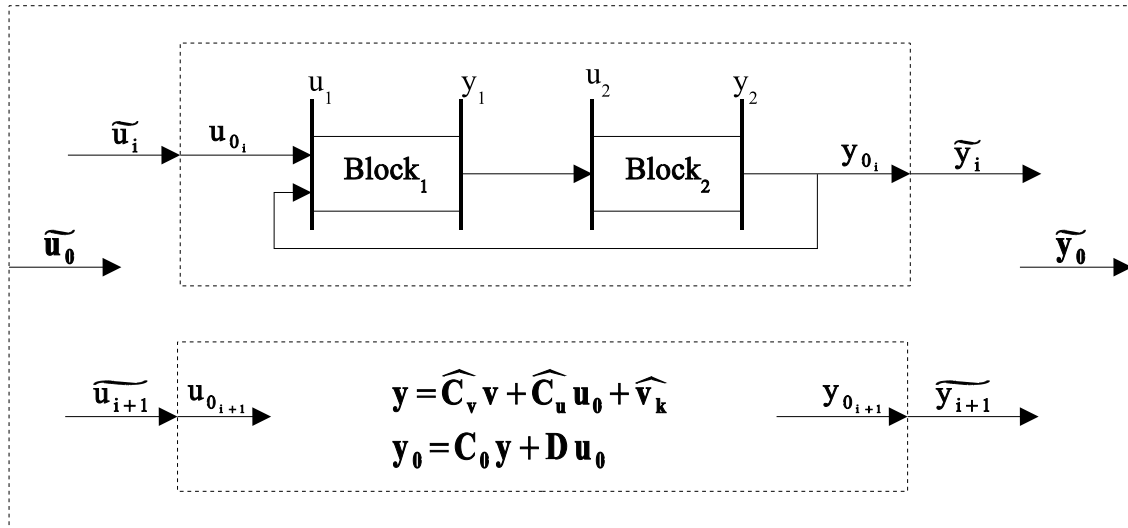 u₁ y₁ u₂ y₂
ũᵢ u₀ᵢ Block₁ Block₂ y₀ᵢ ỹᵢ
ũ₀ ỹ₀
ũᵢ₊₁ u₀ᵢ₊₁ y = Ĉᵥ v + Ĉᵤ u₀ + v̂ₖ y₀ᵢ₊₁ ỹᵢ₊₁
y₀ = C₀ y + D u₀